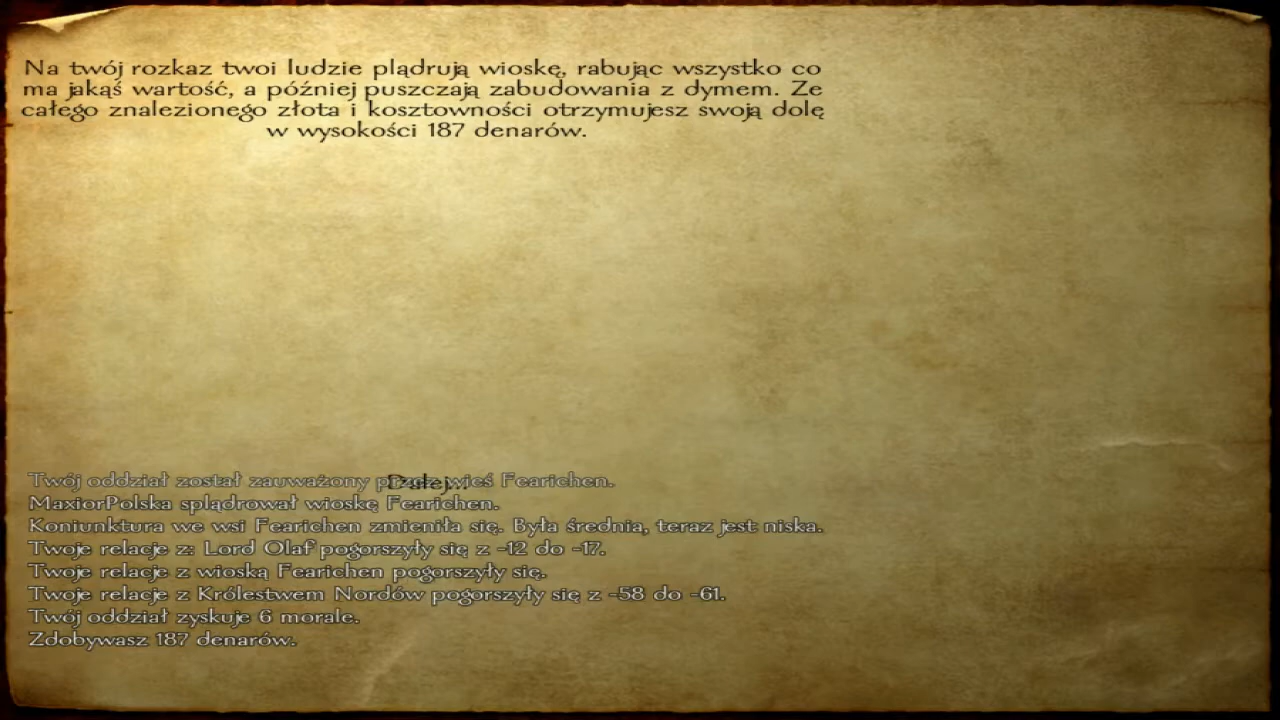 Na twój rozkaz twoi ludzie plądrują wioskę, rabując wszystko co
ma jakąś wartość, a później puszczają zabudowania z dymem. Ze
całego znalezionego złota i kosztowności otrzymujesz swoją dolę
w wysokości 187 denarów.
Twój oddział został zauważony przez wieś Fearichen.
Dalej...
MaxiorPolska splądrował wioskę Fearichen.
Koniunktura we wsi Fearichen zmieniła się. Była średnia, teraz jest niska.
Twoje relacje z: Lord Olaf pogorszyły się z -12 do -17.
Twoje relacje z wioską Fearichen pogorszyły się.
Twoje relacje z Królestwem Nordów pogorszyły się z -58 do -61.
Twój oddział zyskuje 6 morale.
Zdobywasz 187 denarów.